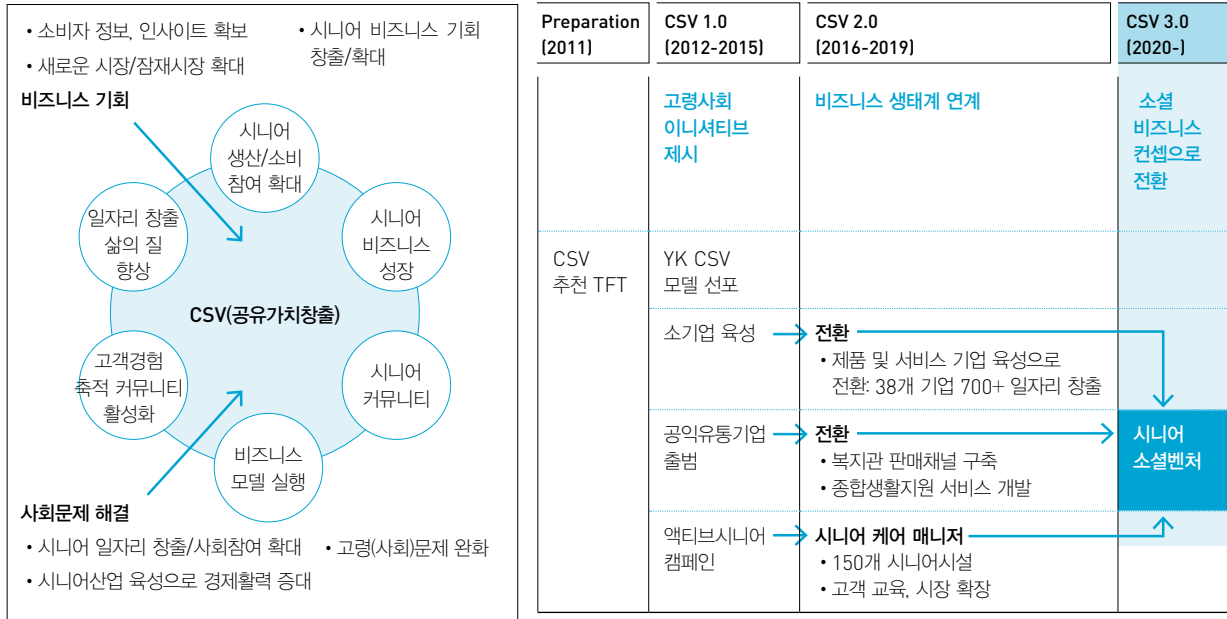 • 소비자 정보, 인사이트 확보
• 새로운 시장/잠재시장 확대
• 시니어 비즈니스 기회
창출/확대
비즈니스 기회
시니어
생산/소비
참여 확대
일자리 창출
삶의 질
향상
시니어
비즈니스
성장
CSV(공유가치창출)
고객경험
축적 커뮤니티
활성화
시니어
커뮤니티
비즈니스
모델 실행
사회문제 해결
• 시니어 일자리 창출/사회참여 확대
• 고령(사회)문제 완화
• 시니어산업 육성으로 경제활력 증대
Preparation
(2011)
CSV 1.0
(2012-2015)
CSV 2.0
(2016-2019)
CSV 3.0
(2020-)
고령사회
이니셔티브
제시
비즈니스 생태계 연계
소셜
비즈니스
컨셉으로
전환
CSV
추천 TFT
YK CSV
모델 선포
소기업 육성
전환
• 제품 및 서비스 기업 육성으로
전환: 38개 기업 700+ 일자리 창출
공익유통기업
출범
전환
• 복지관 판매채널 구축
• 종합생활지원 서비스 개발
시니어
소셜벤처
액티브시니어
캠페인
시니어 케어 매니저
• 150개 시니어시설
• 고객 교육, 시장 확장